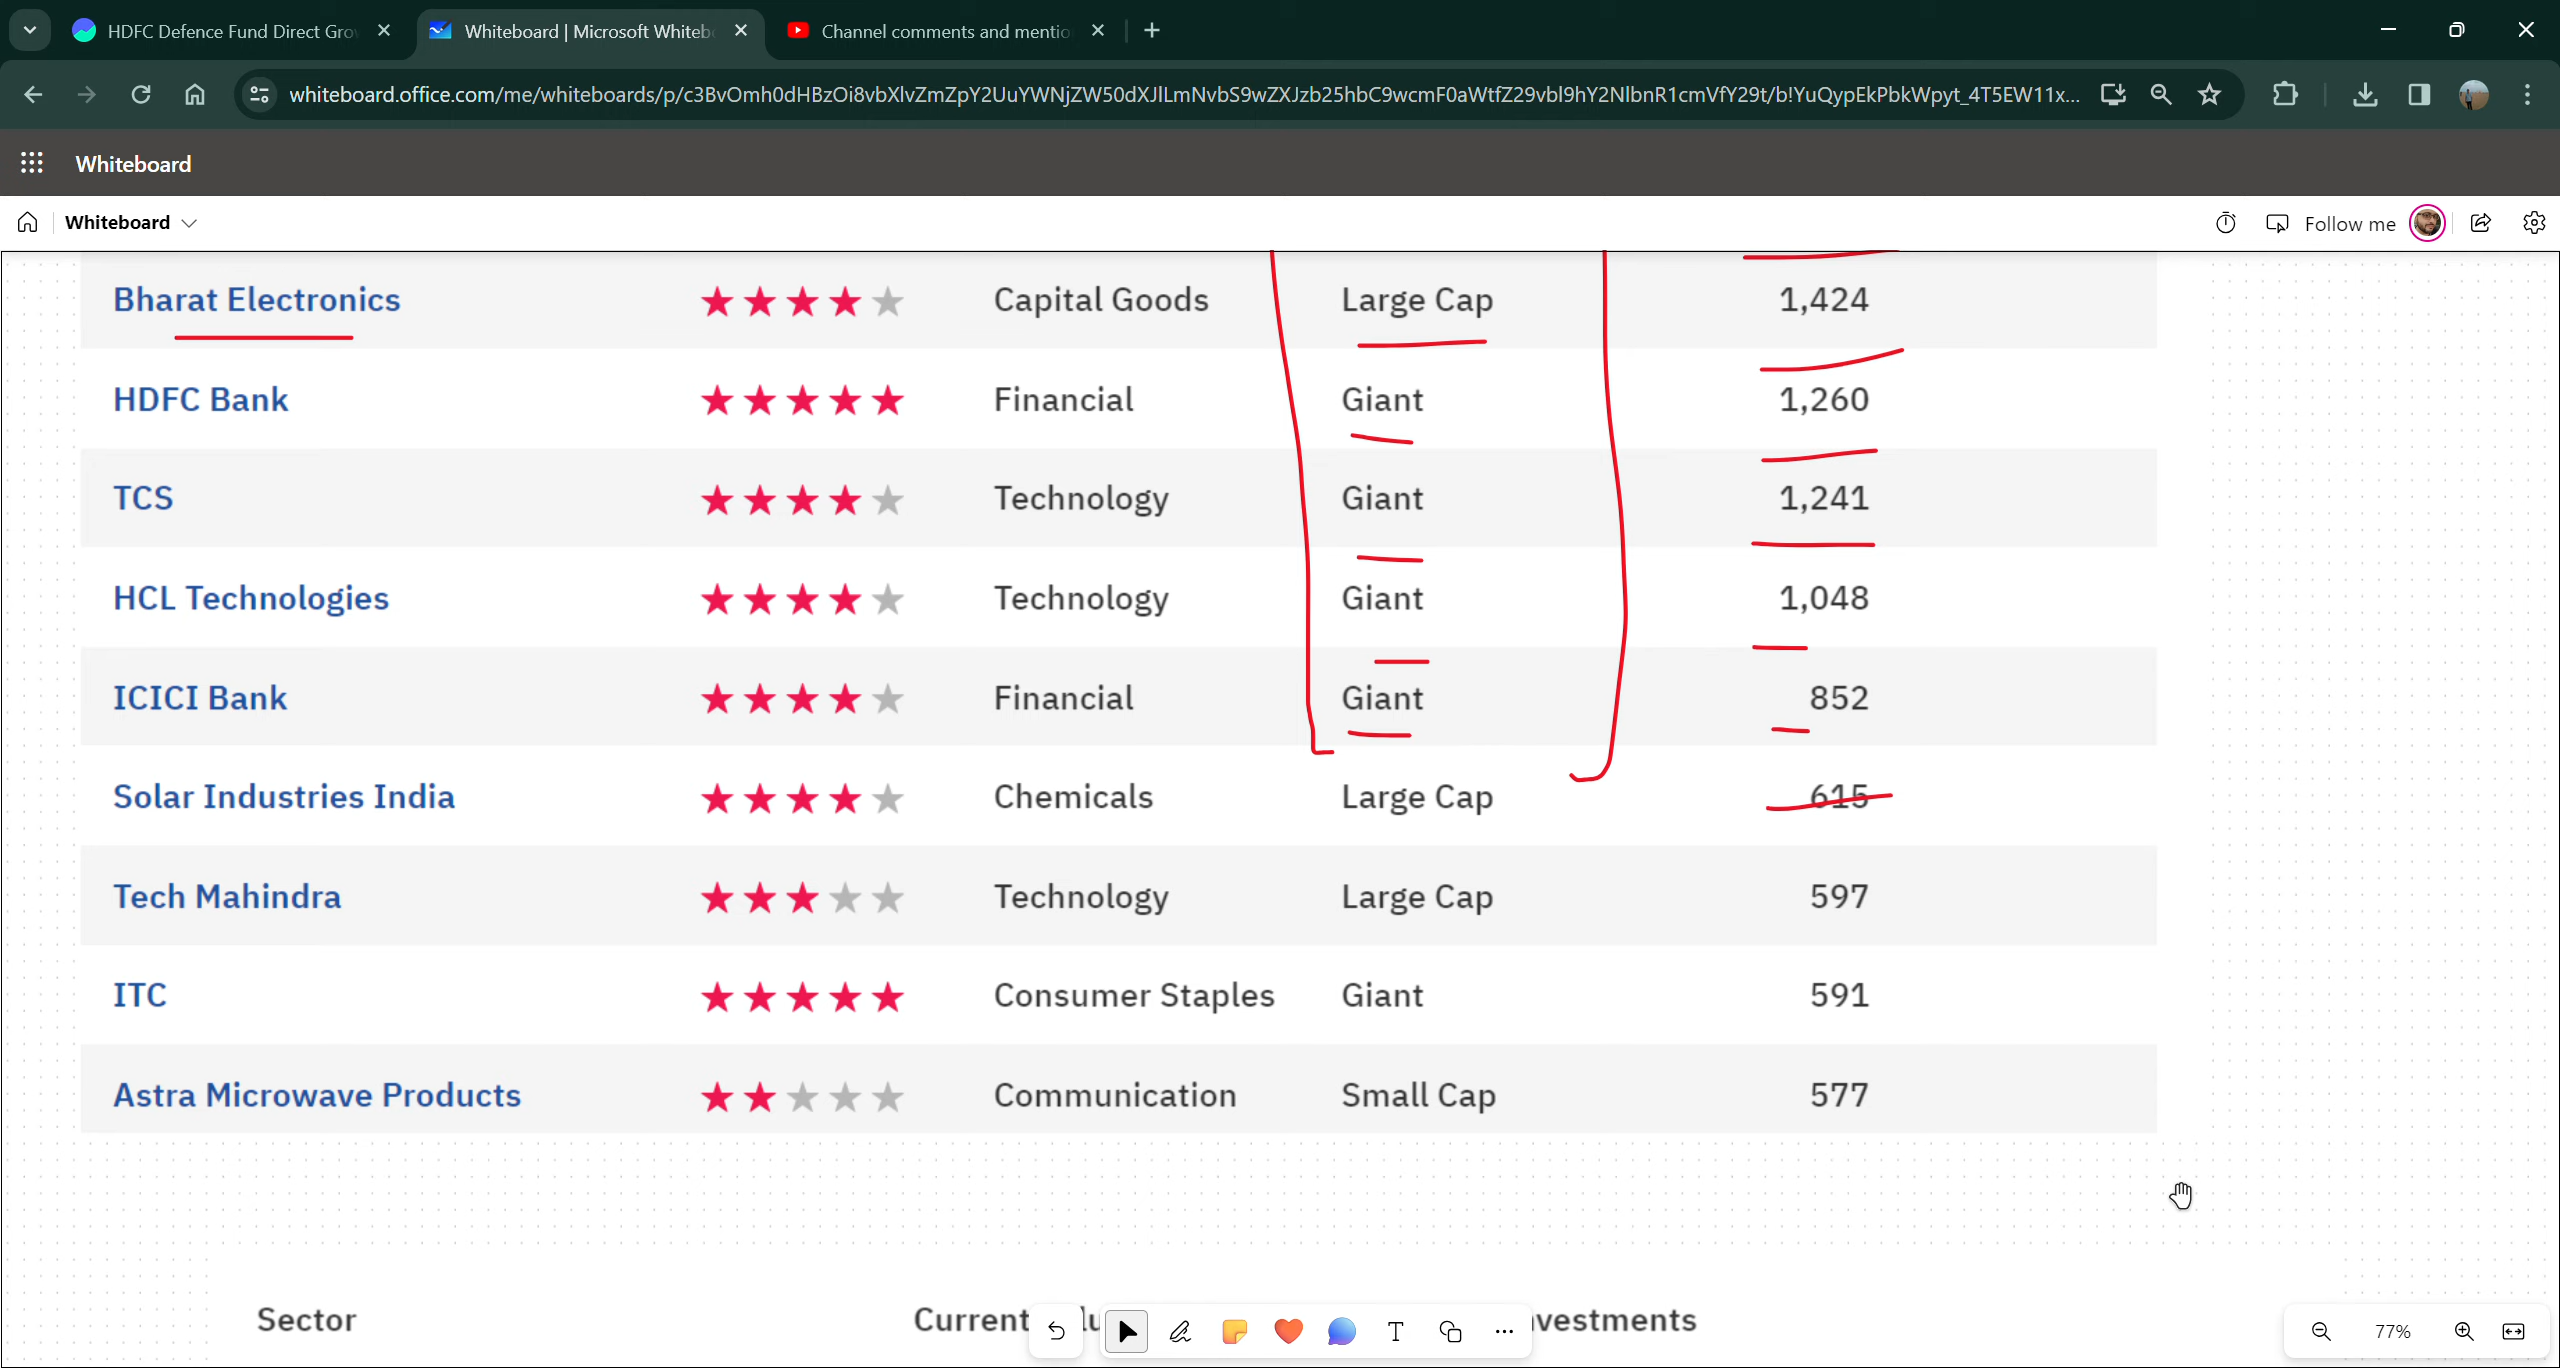 HDFC Defence Fund Direct Gro
Whiteboard | Microsoft Whiteb
Channel comments and mentio
whiteboard.office.com/me/whiteboards/p/c3BvOmh0dHBzOi8vbXlvZmZpY2UuYWNjZW50dXJlLmNvbS9wZXJzb25hbC9wcmF0aWtfZ29vbl9hY2NlbnR1cmVfY29t/b!YuQypEkPbkWpyt_4T5EW11x...
Whiteboard
Whiteboard
Follow me
Bharat Electronics Capital Goods Large Cap 1,424
HDFC Bank Financial Giant 1,260
TCS Technology Giant 1,241
HCL Technologies Technology Giant 1,048
ICICI Bank Financial Giant 852
Solar Industries India Chemicals Large Cap 615
Tech Mahindra Technology Large Cap 597
ITC Consumer Staples Giant 591
Astra Microwave Products Communication Small Cap 577
Sector Current
77%